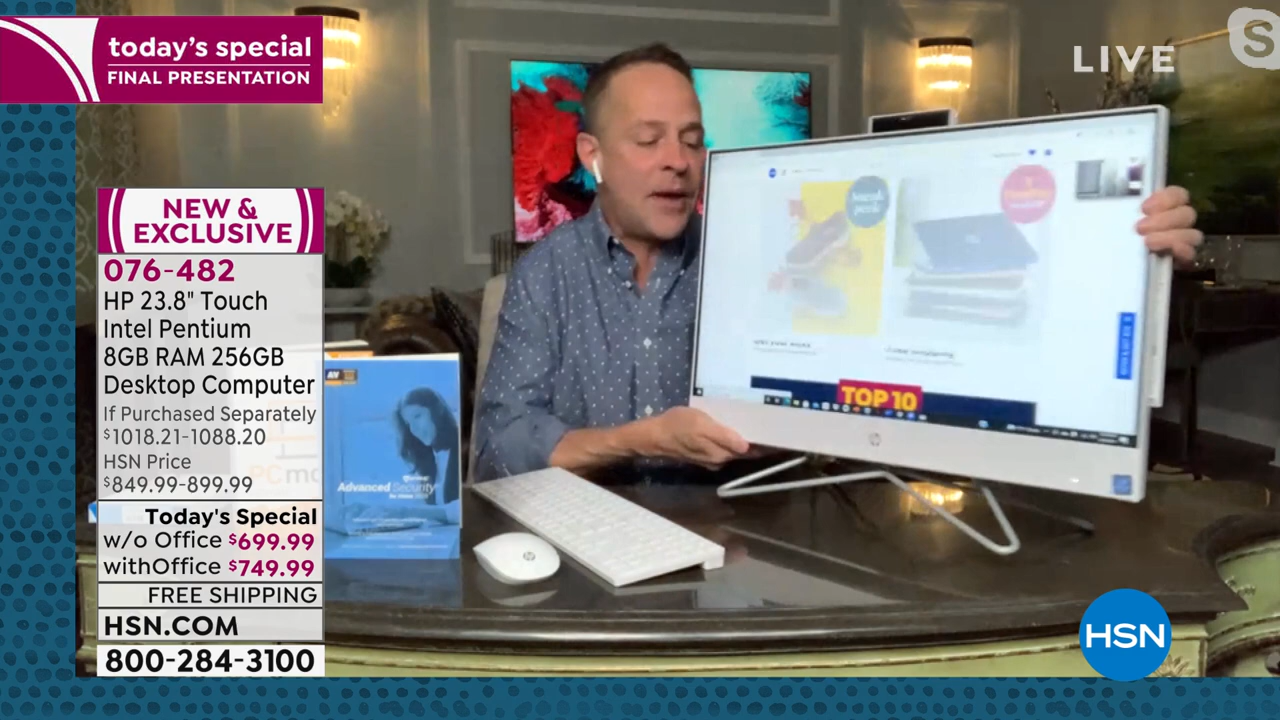 today's special
FINAL PRESENTATION
LIVE
S
NEW &
EXCLUSIVE
076-482
HP 23.8" Touch
Intel Pentium
8GB RAM 256GB
Desktop Computer
If Purchased Separately
$1018.21-1088.20
HSN Price
$849.99-899.99
Today's Special
w/o Office $699.99
withOffice $749.99
FREE SHIPPING
HSN.COM
800-284-3100
Advanced Security
TOP 10
hp
HSN